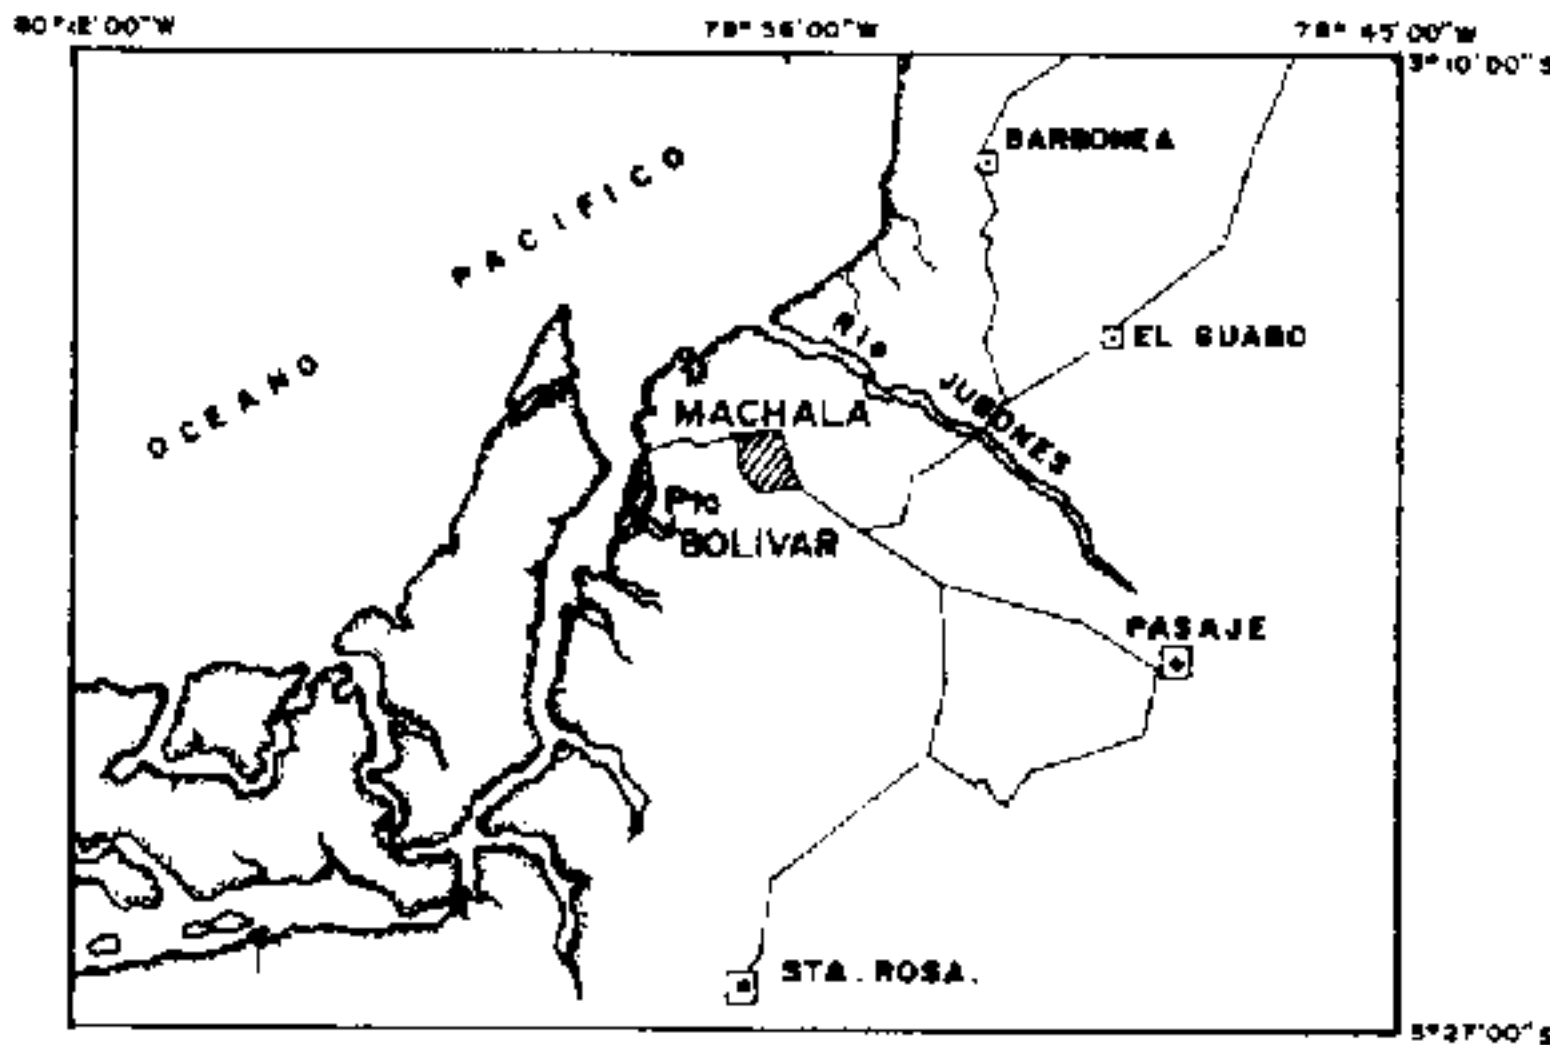 80°12'00"W
79°56'00"W
79°45'00"W
3°10'00"S
OCEANO PACIFICO
BARBONEA
EL GUABO
RIO JUBONES
MACHALA
Pto
BOLIVAR
PASAJE
STA. ROSA.
3°27'00"S